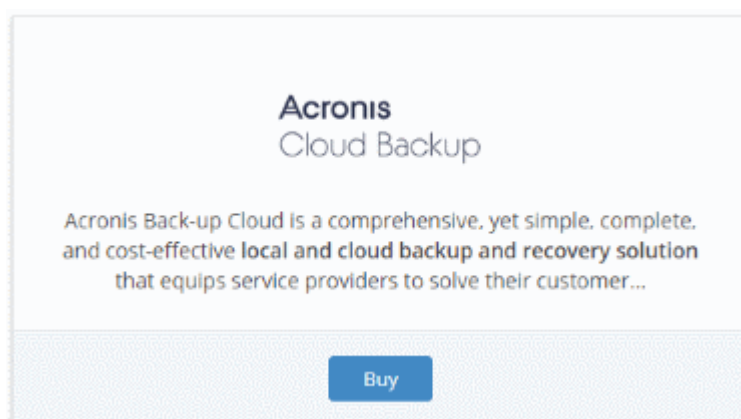 Acronis
Cloud Backup
Acronis Back-up Cloud is a comprehensive, yet simple, complete,
and cost-effective local and cloud backup and recovery solution
that equips service providers to solve their customer...
Buy